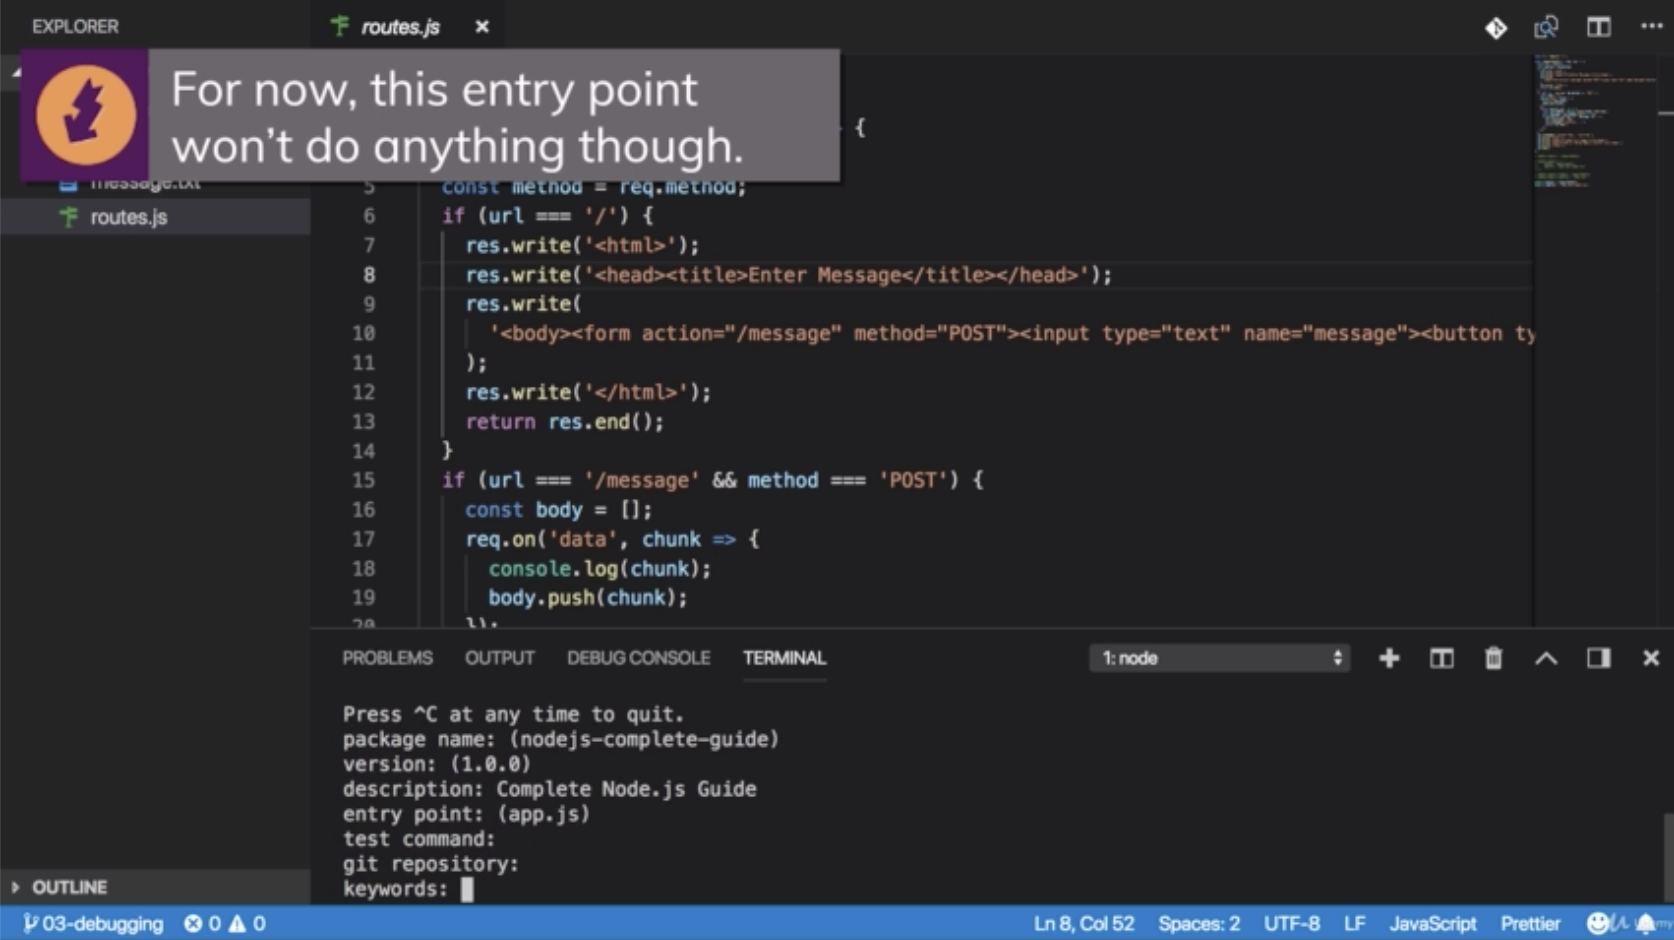 EXPLORER
routes.js
For now, this entry point
won't do anything though.
{
message.txt
routes.js
5 const method = req.method;
6 if (url === '/') {
7 res.write('<html>');
8 res.write('<head><title>Enter Message</title></head>');
9 res.write(
10 '<body><form action="/message" method="POST"><input type="text" name="message"><button ty
11 );
12 res.write('</html>');
13 return res.end();
14 }
15 if (url === '/message' && method === 'POST') {
16 const body = [];
17 req.on('data', chunk => {
18 console.log(chunk);
19 body.push(chunk);
20 });
PROBLEMS OUTPUT DEBUG CONSOLE TERMINAL 1: node
Press ^C at any time to quit.
package name: (nodejs-complete-guide)
version: (1.0.0)
description: Complete Node.js Guide
entry point: (app.js)
test command:
git repository:
keywords:
OUTLINE
03-debugging 0 0 Ln 8, Col 52 Spaces: 2 UTF-8 LF JavaScript Prettier